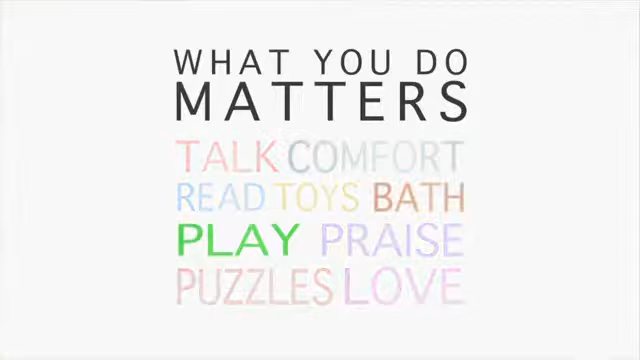 WHAT YOU DO
MATTERS
TALK COMFORT
READ TOYS BATH
PLAY PRAISE
PUZZLES LOVE